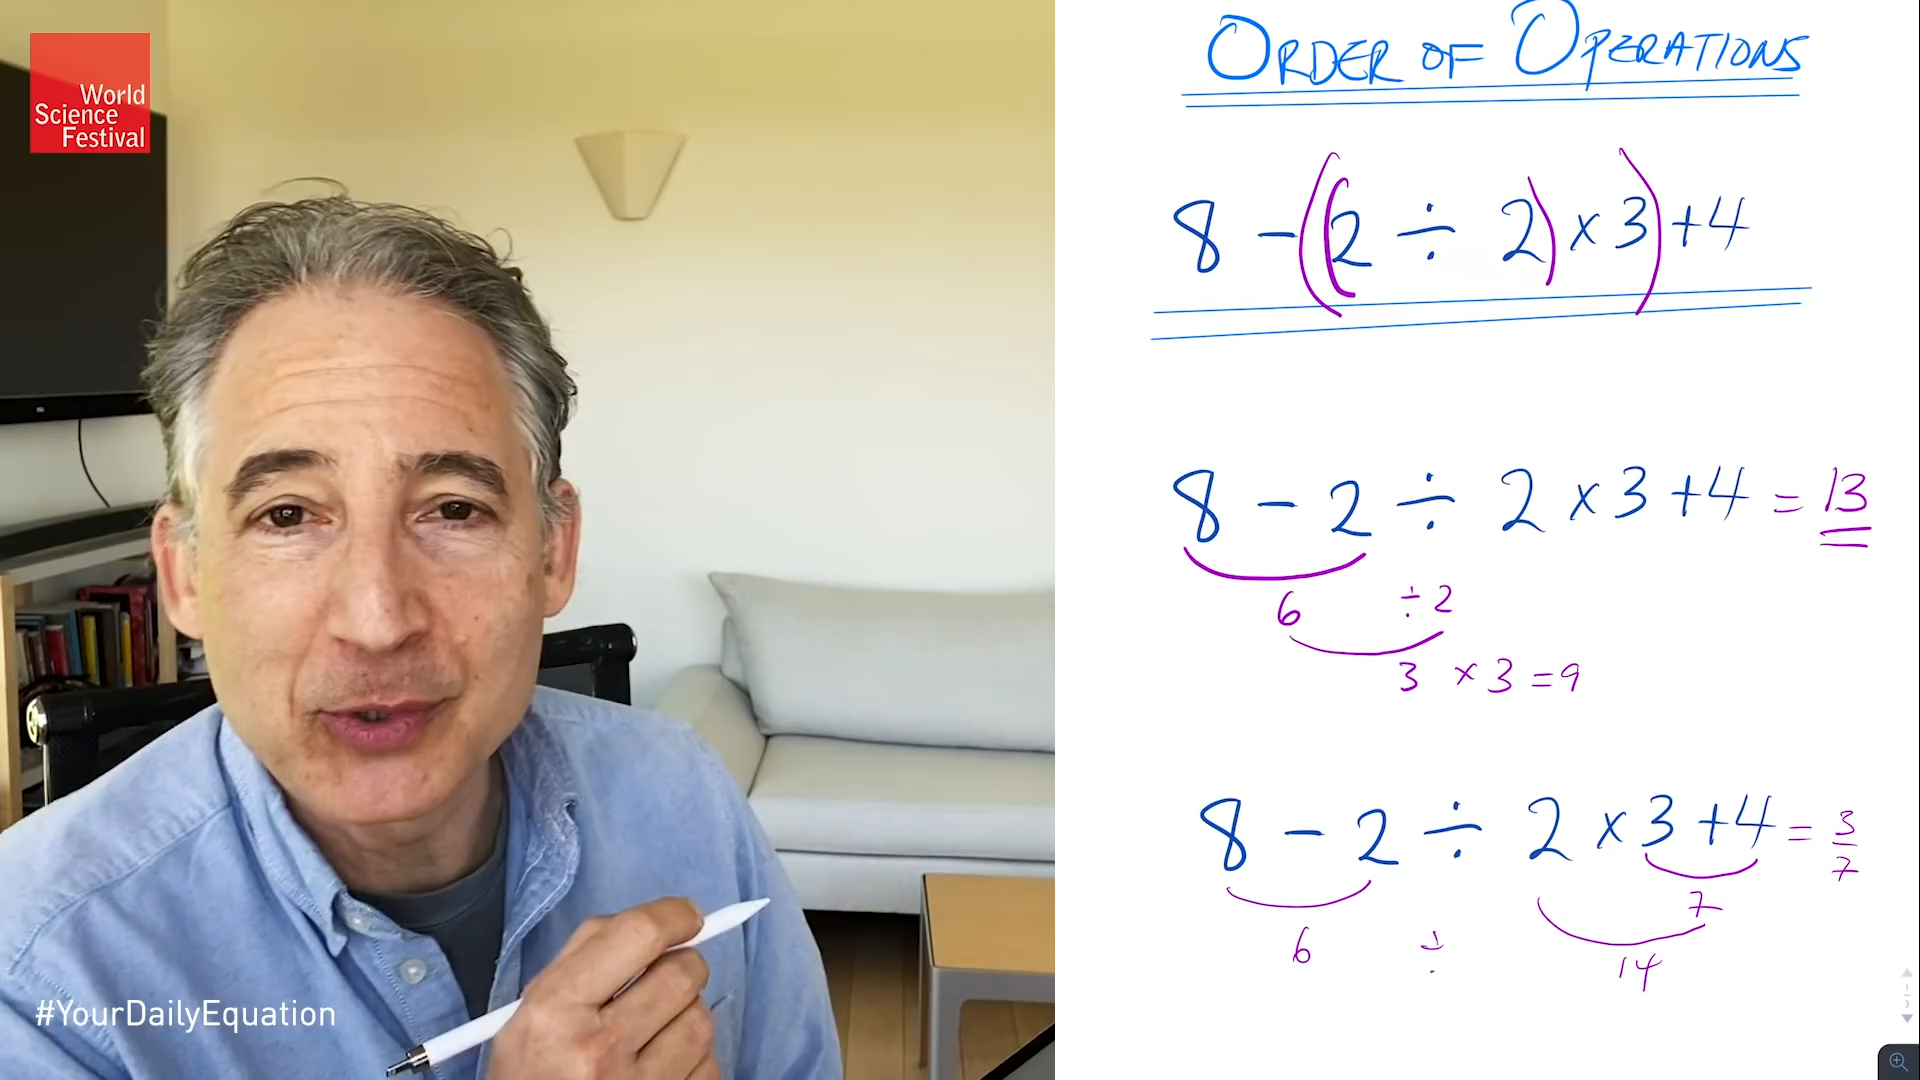 World
Science
Festival
#YourDailyEquation
ORDER OF OPERATIONS
8 - ((2 ÷ 2) × 3) + 4
8 - 2 ÷ 2 × 3 + 4 = 13
6 ÷ 2
3 × 3 = 9
8 - 2 ÷ 2 × 3 + 4 = 3/7
7
6 ÷ 14